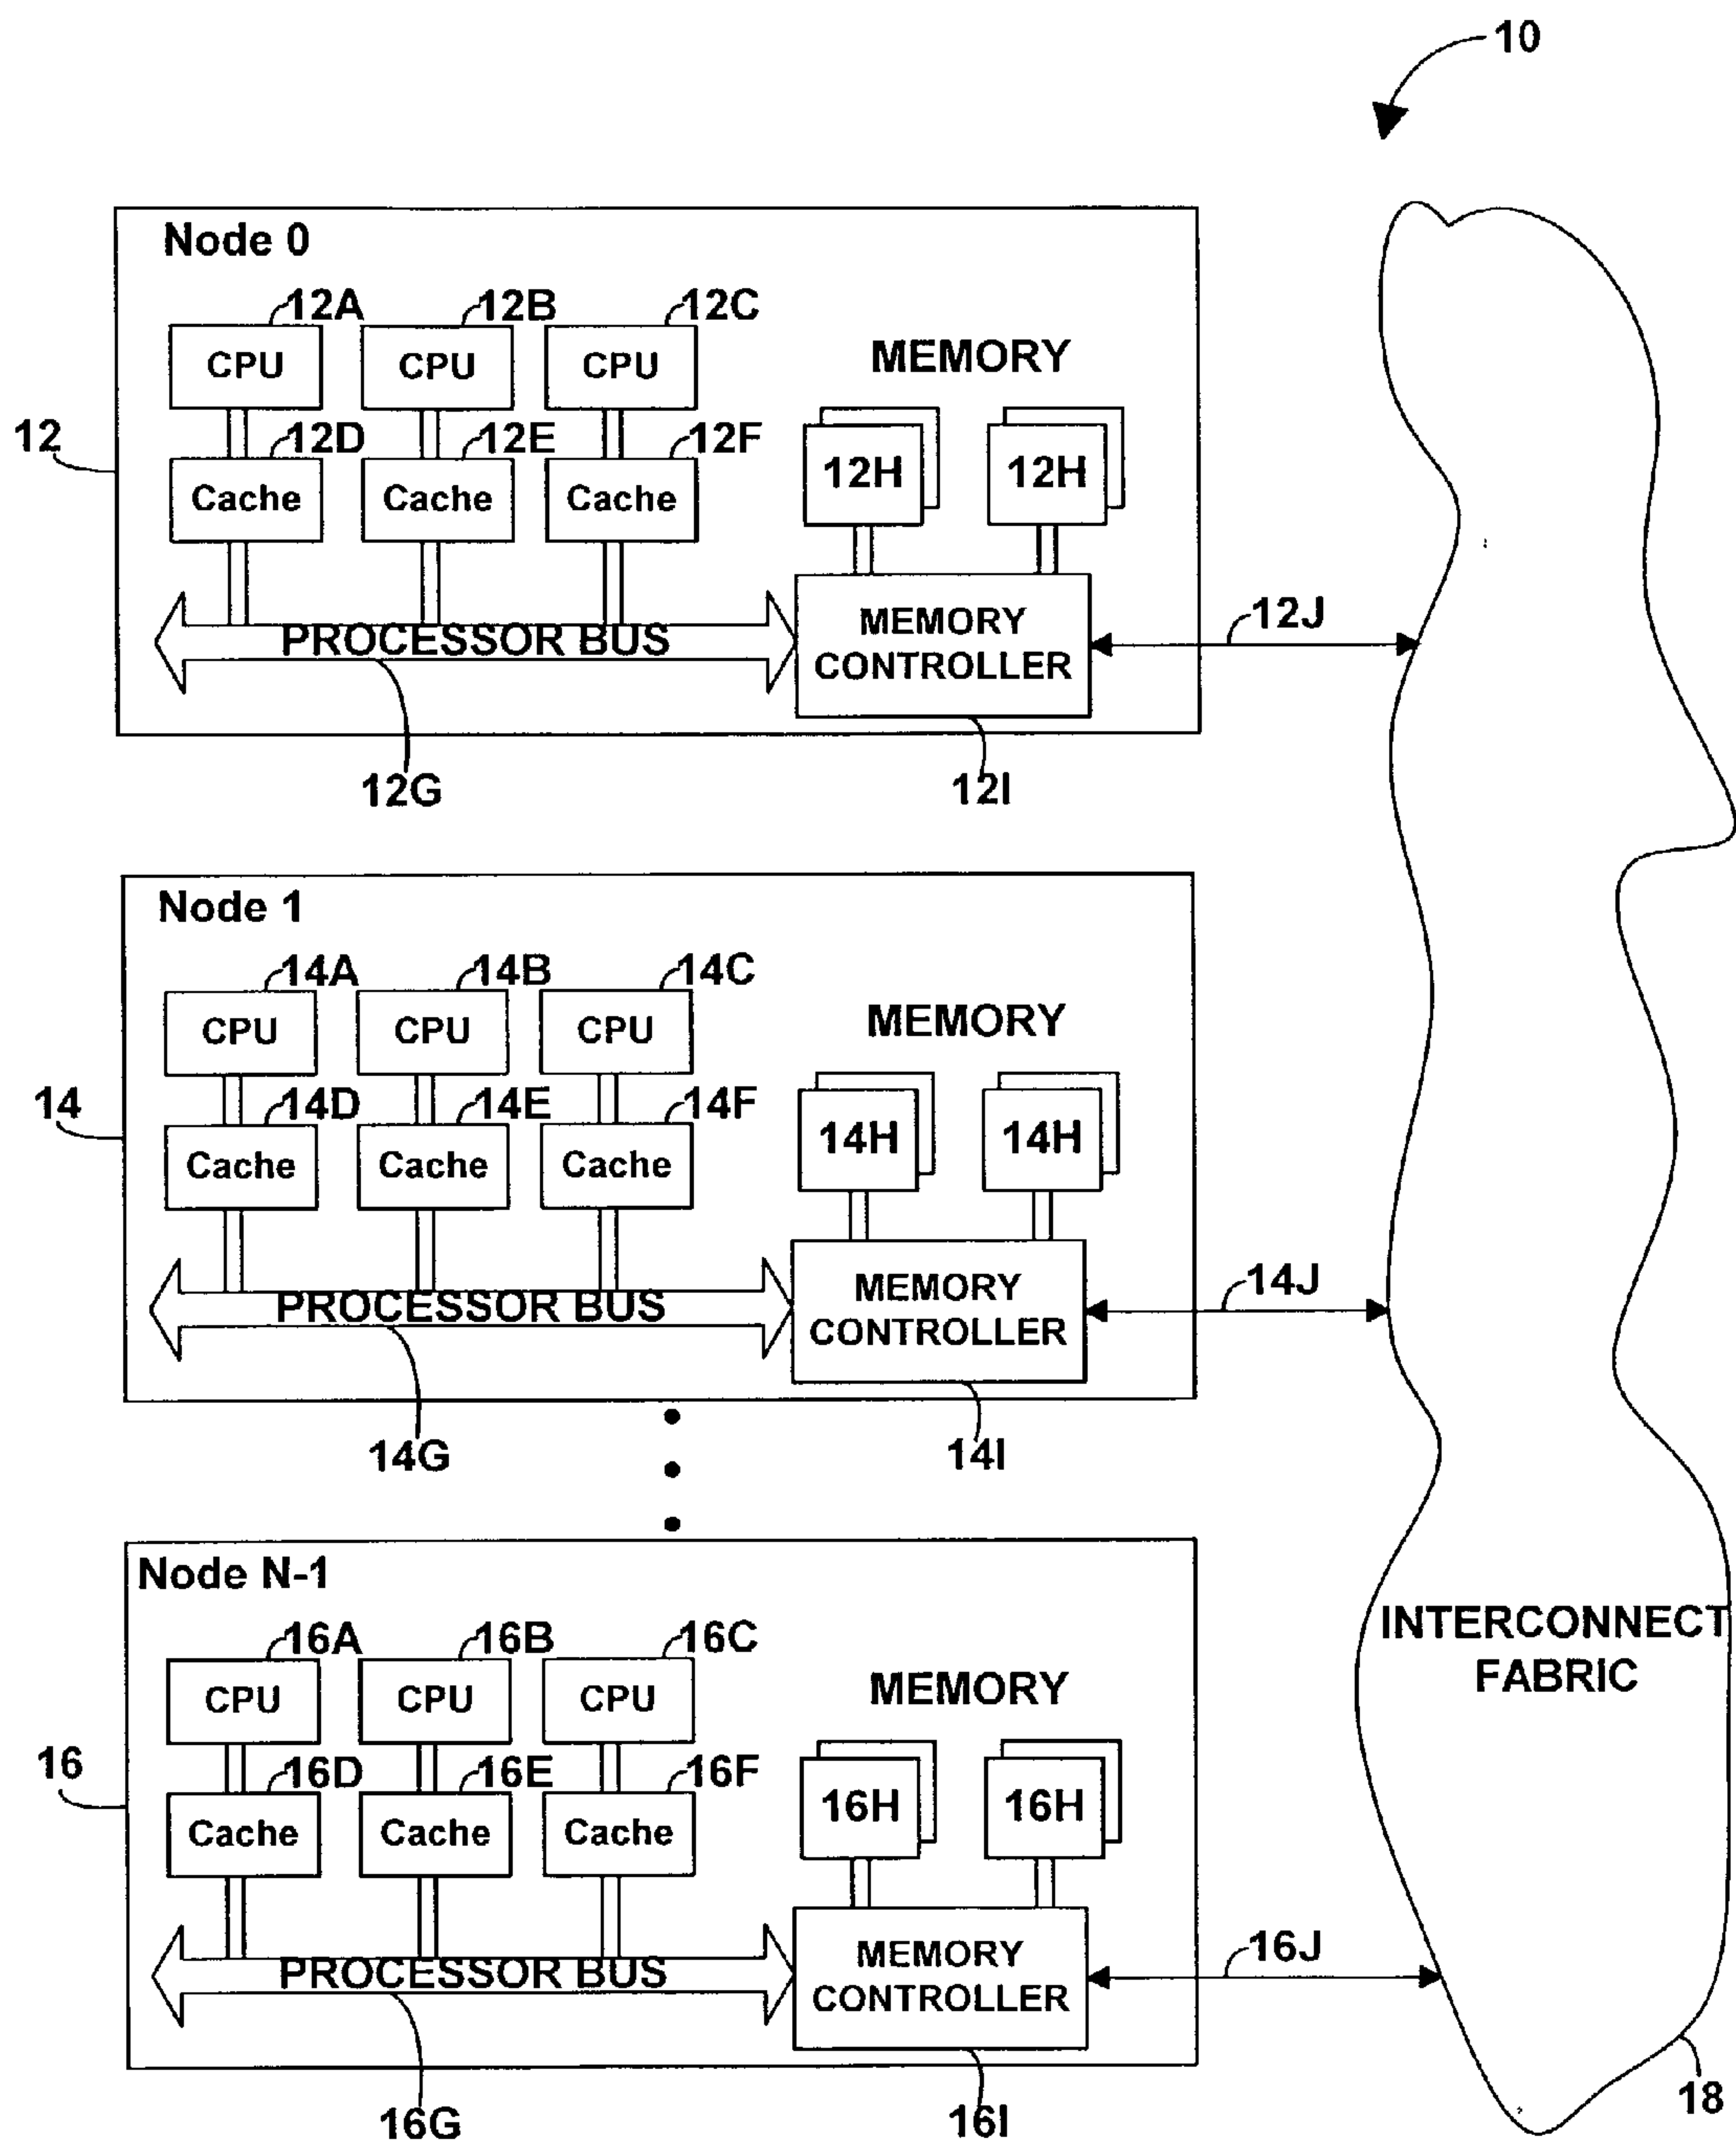 10
Node 0
12A 12B 12C
CPU CPU CPU
MEMORY
12
12D 12E 12F
Cache Cache Cache
12H 12H
PROCESSOR BUS
MEMORY
CONTROLLER
12J
12G
12I
Node 1
14A 14B 14C
CPU CPU CPU
MEMORY
14
14D 14E 14F
Cache Cache Cache
14H 14H
PROCESSOR BUS
MEMORY
CONTROLLER
14J
14G
14I
Node N-1
16A 16B 16C
CPU CPU CPU
MEMORY
16
16D 16E 16F
Cache Cache Cache
16H 16H
PROCESSOR BUS
MEMORY
CONTROLLER
16J
16G
16I
INTERCONNECT
FABRIC
18